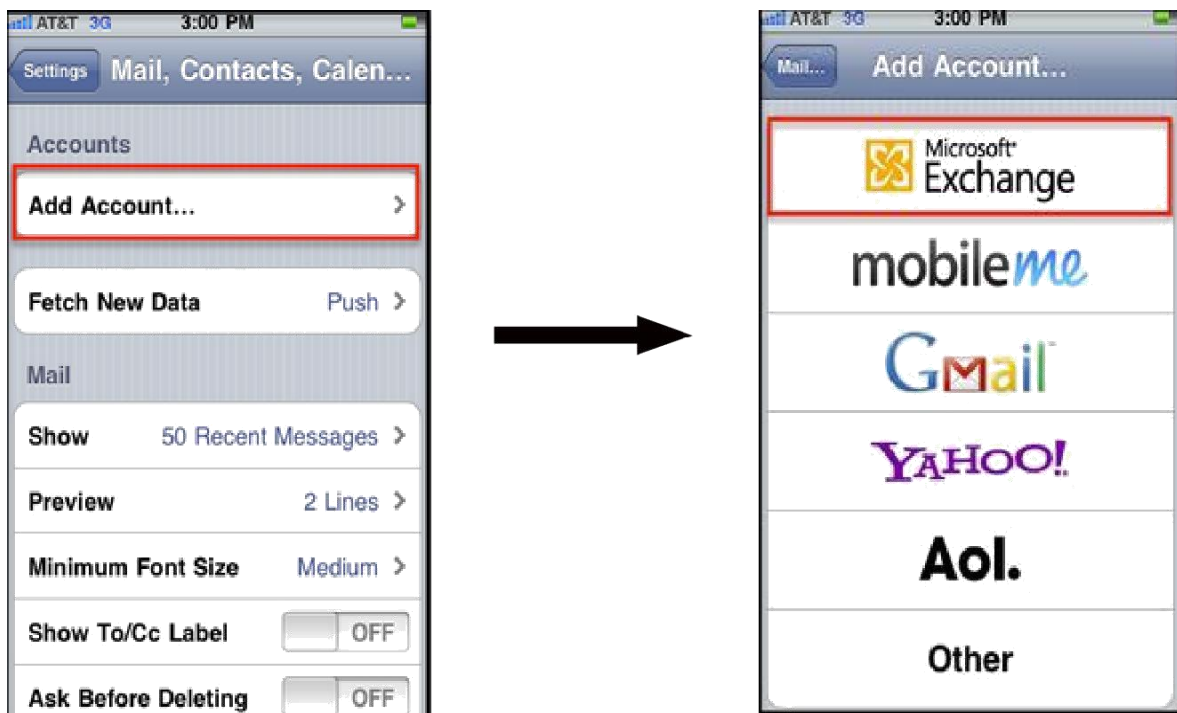 AT&T 3G 3:00 PM
Settings Mail, Contacts, Calen...
Accounts
Add Account...
Fetch New Data Push
Mail
Show 50 Recent Messages
Preview 2 Lines
Minimum Font Size Medium
Show To/Cc Label OFF
Ask Before Deleting OFF
AT&T 3G 3:00 PM
Mail... Add Account...
Microsoft
Exchange
mobileme
Gmail
YAHOO!
Aol.
Other